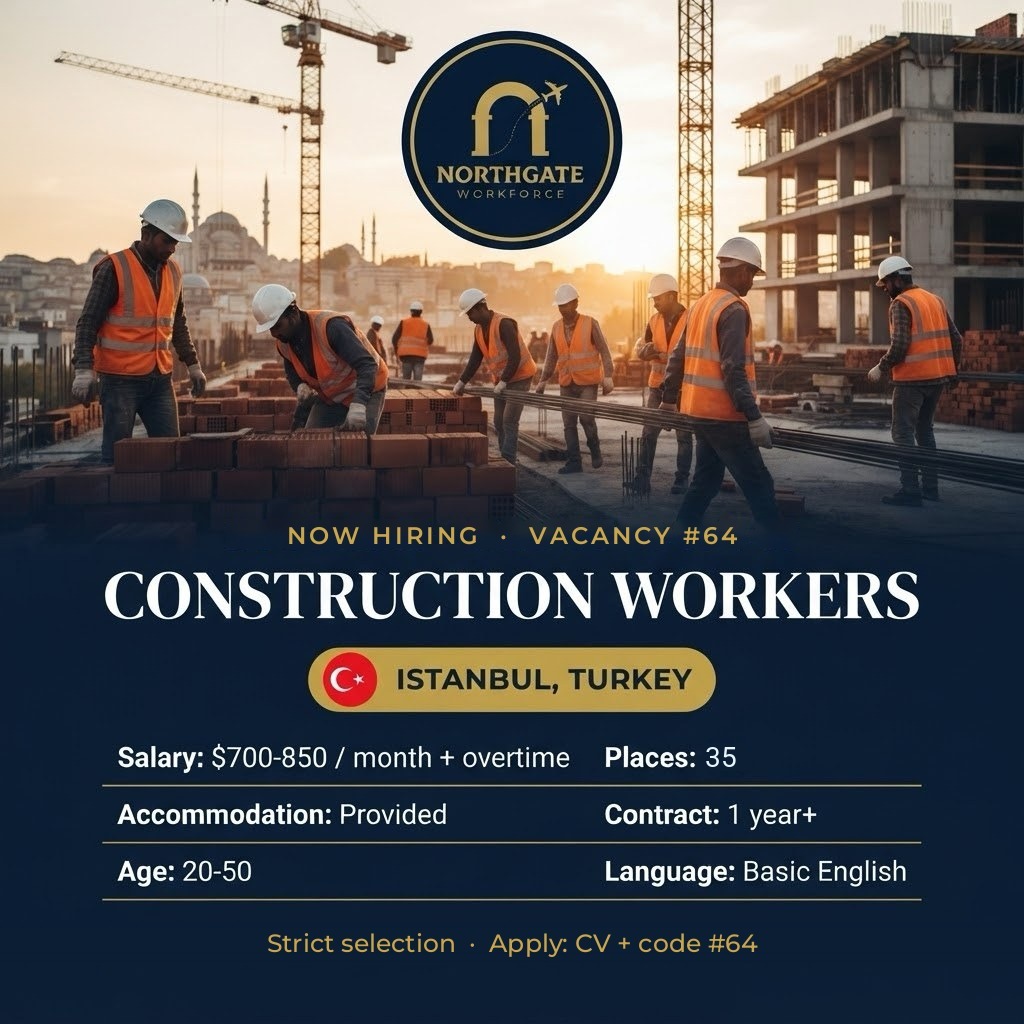 NORTHGATE
WORKFORCE
NOW HIRING · VACANCY #64
CONSTRUCTION WORKERS
ISTANBUL, TURKEY
Salary: $700-850 / month + overtime
Places: 35
Accommodation: Provided
Contract: 1 year+
Age: 20-50
Language: Basic English
Strict selection · Apply: CV + code #64